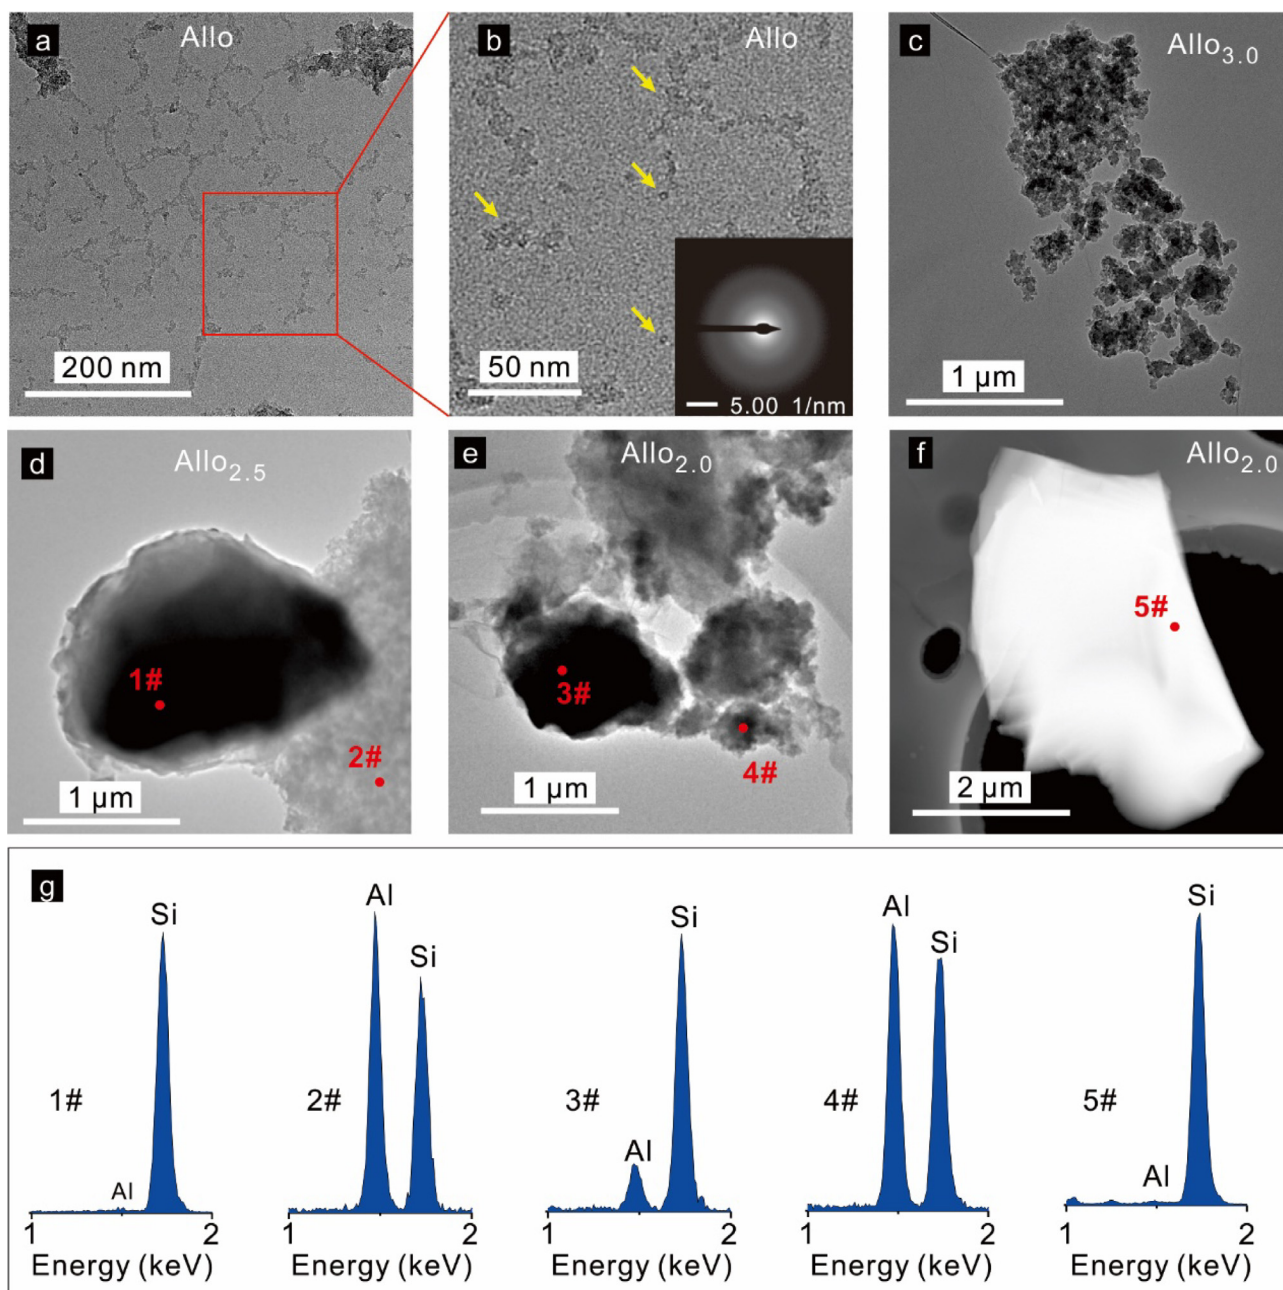 a Allo
200 nm
b Allo
50 nm
5.00 1/nm
c Allo3.0
1 μm
d Allo2.5
1#
2#
1 μm
e Allo2.0
3#
4#
1 μm
f Allo2.0
5#
2 μm
g
Si
Al
1#
1 2
Energy (keV)
Al
Si
2#
1 2
Energy (keV)
Si
Al
3#
1 2
Energy (keV)
Al
Si
4#
1 2
Energy (keV)
Si
Al
5#
1 2
Energy (keV)